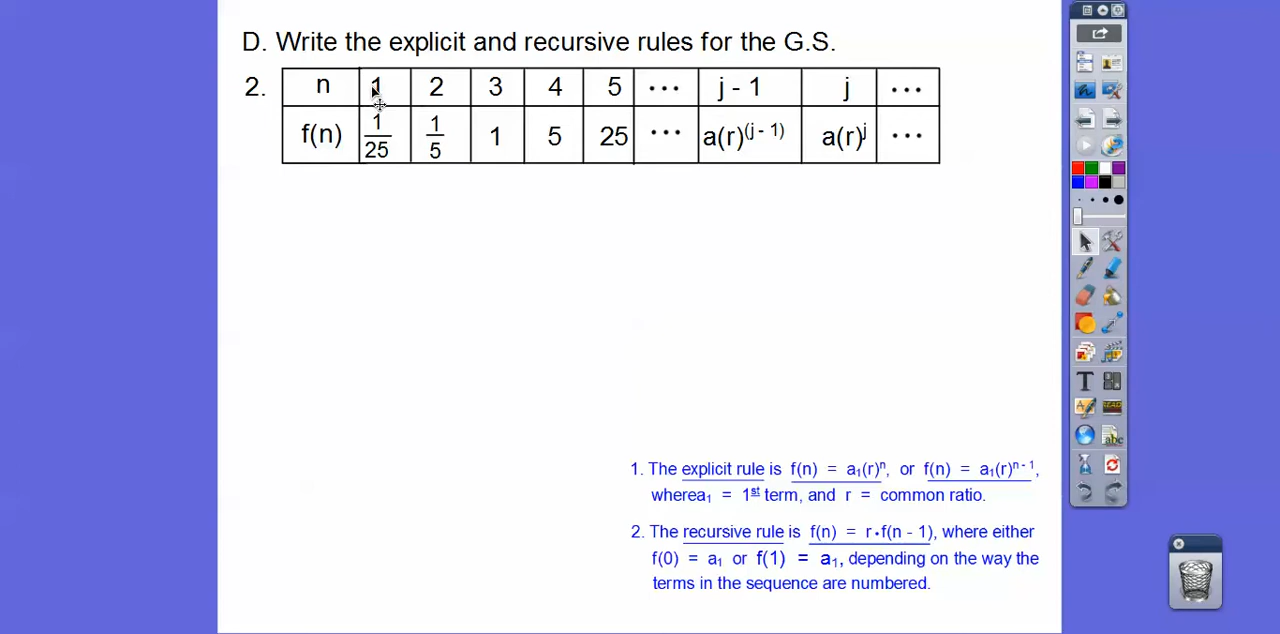 D. Write the explicit and recursive rules for the G.S.
2. n 1 2 3 4 5 ••• j - 1 j •••
f(n) 1/25 1/5 1 5 25 ••• a(r)^(j - 1) a(r)^j •••
1. The explicit rule is f(n) = a₁(r)ⁿ, or f(n) = a₁(r)ⁿ⁻¹,
wherea₁ = 1ˢᵗ term, and r = common ratio.
2. The recursive rule is f(n) = r•f(n - 1), where either
f(0) = a₁ or f(1) = a₁, depending on the way the
terms in the sequence are numbered.